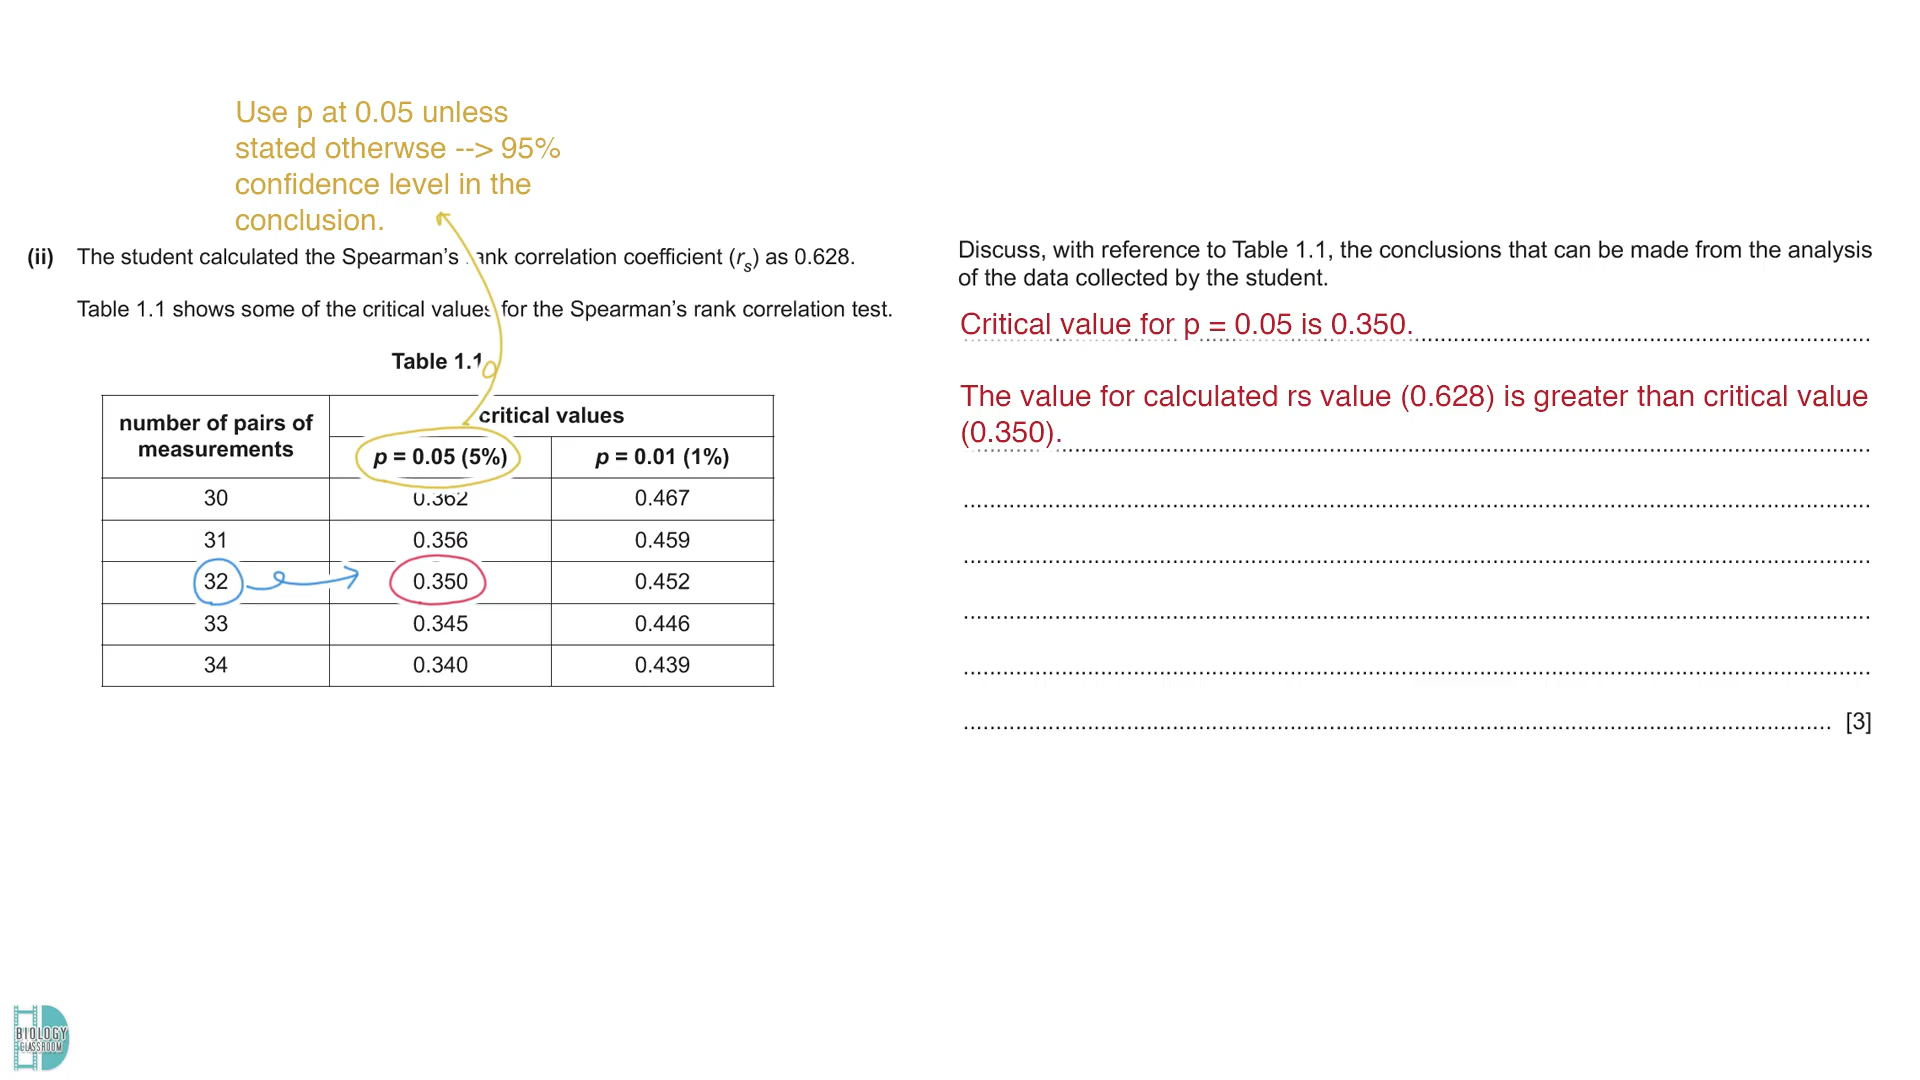 Use p at 0.05 unless
stated otherwse --> 95%
confidence level in the
conclusion.
(ii) The student calculated the Spearman's rank correlation coefficient (rs) as 0.628.
Table 1.1 shows some of the critical values for the Spearman's rank correlation test.
Table 1.1
number of pairs of measurements critical values
p = 0.05 (5%) p = 0.01 (1%)
30 0.362 0.467
31 0.356 0.459
32 0.350 0.452
33 0.345 0.446
34 0.340 0.439
Discuss, with reference to Table 1.1, the conclusions that can be made from the analysis
of the data collected by the student.
Critical value for p = 0.05 is 0.350.
The value for calculated rs value (0.628) is greater than critical value
(0.350).
[3]
BIOLOGY
CLASSROOM